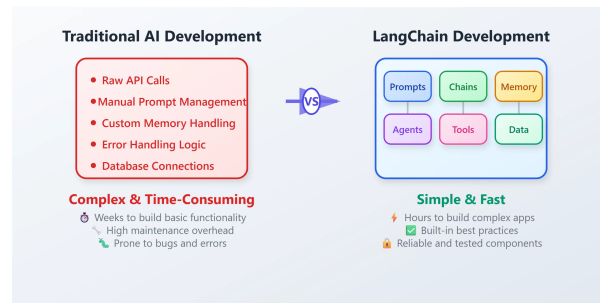 Traditional AI Development
• Raw API Calls
• Manual Prompt Management
• Custom Memory Handling
• Error Handling Logic
• Database Connections
Complex & Time-Consuming
⏱️ Weeks to build basic functionality
🔧 High maintenance overhead
🐛 Prone to bugs and errors
VS
LangChain Development
Prompts
Chains
Memory
Agents
Tools
Data
Simple & Fast
⚡ Hours to build complex apps
✅ Built-in best practices
🔒 Reliable and tested components